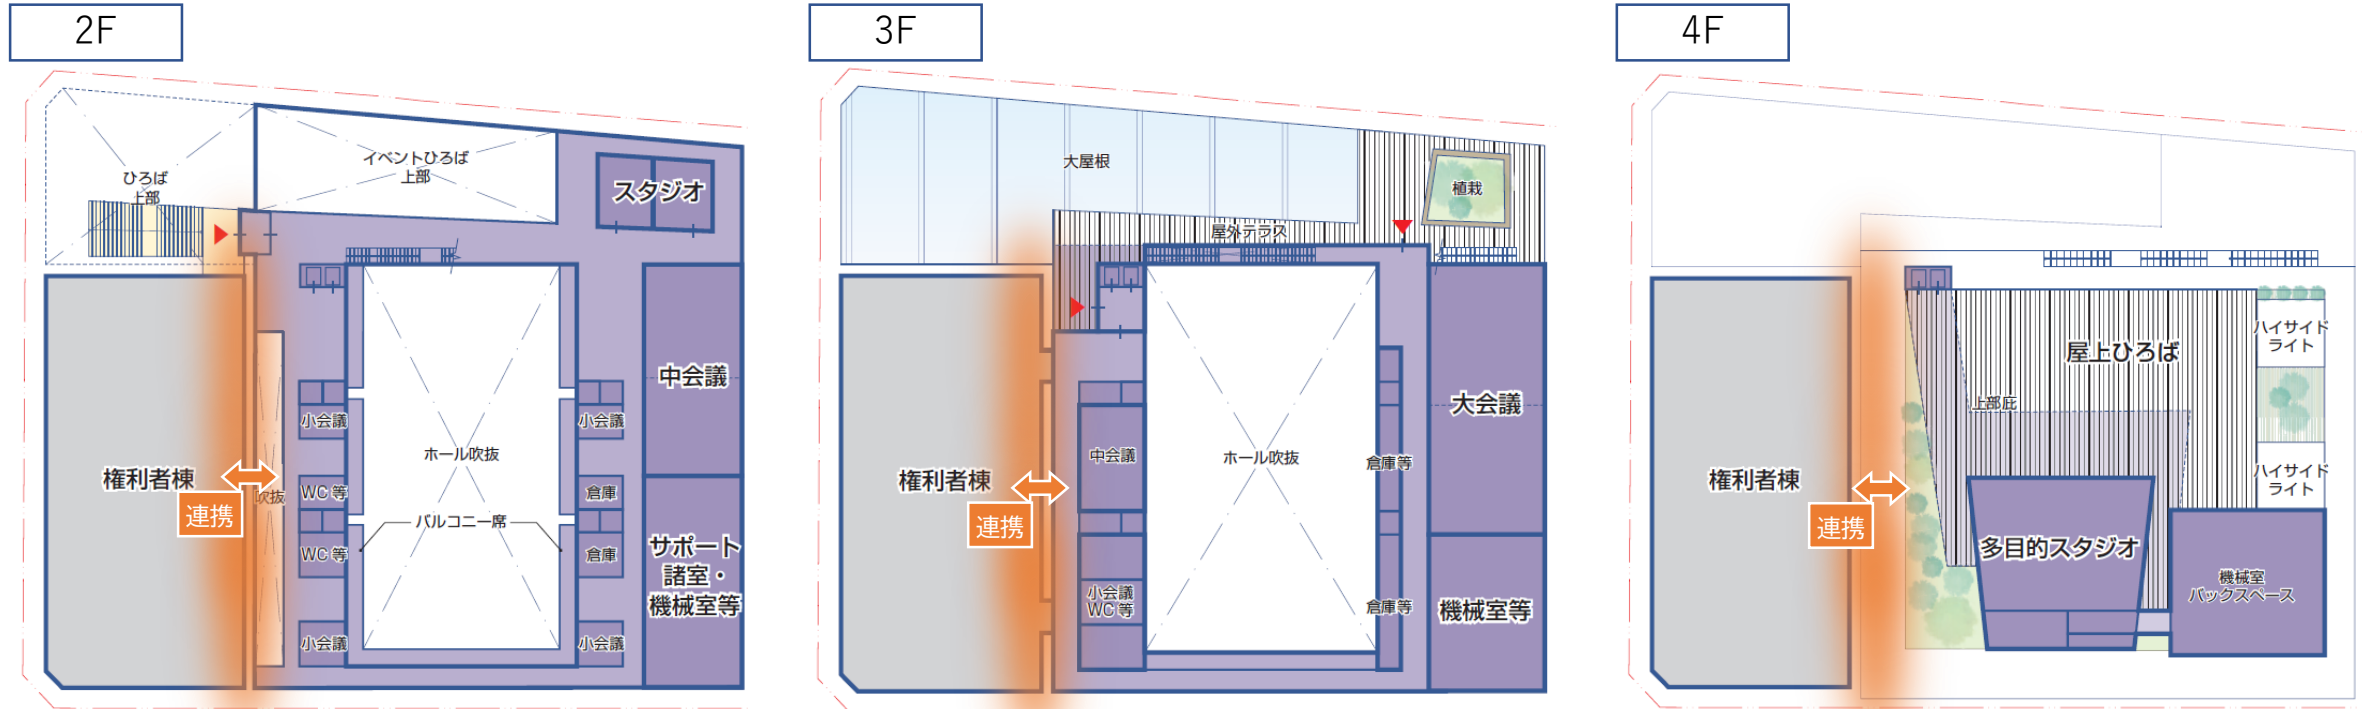 2F
イベントひろば
上部
ひろば
上部
スタジオ
中会議
小会議
小会議
ホール吹抜
権利者棟
連携
吹抜
WC 等
倉庫
バルコニー席
WC 等
倉庫
サポート
諸室・
機械室等
小会議
小会議
3F
大屋根
植栽
屋外テラス
大会議
中会議
ホール吹抜
倉庫等
権利者棟
連携
小会議
WC 等
倉庫等
機械室等
4F
ハイサイド
ライト
屋上ひろば
上部庇
ハイサイド
ライト
権利者棟
連携
多目的スタジオ
機械室
バックスペース